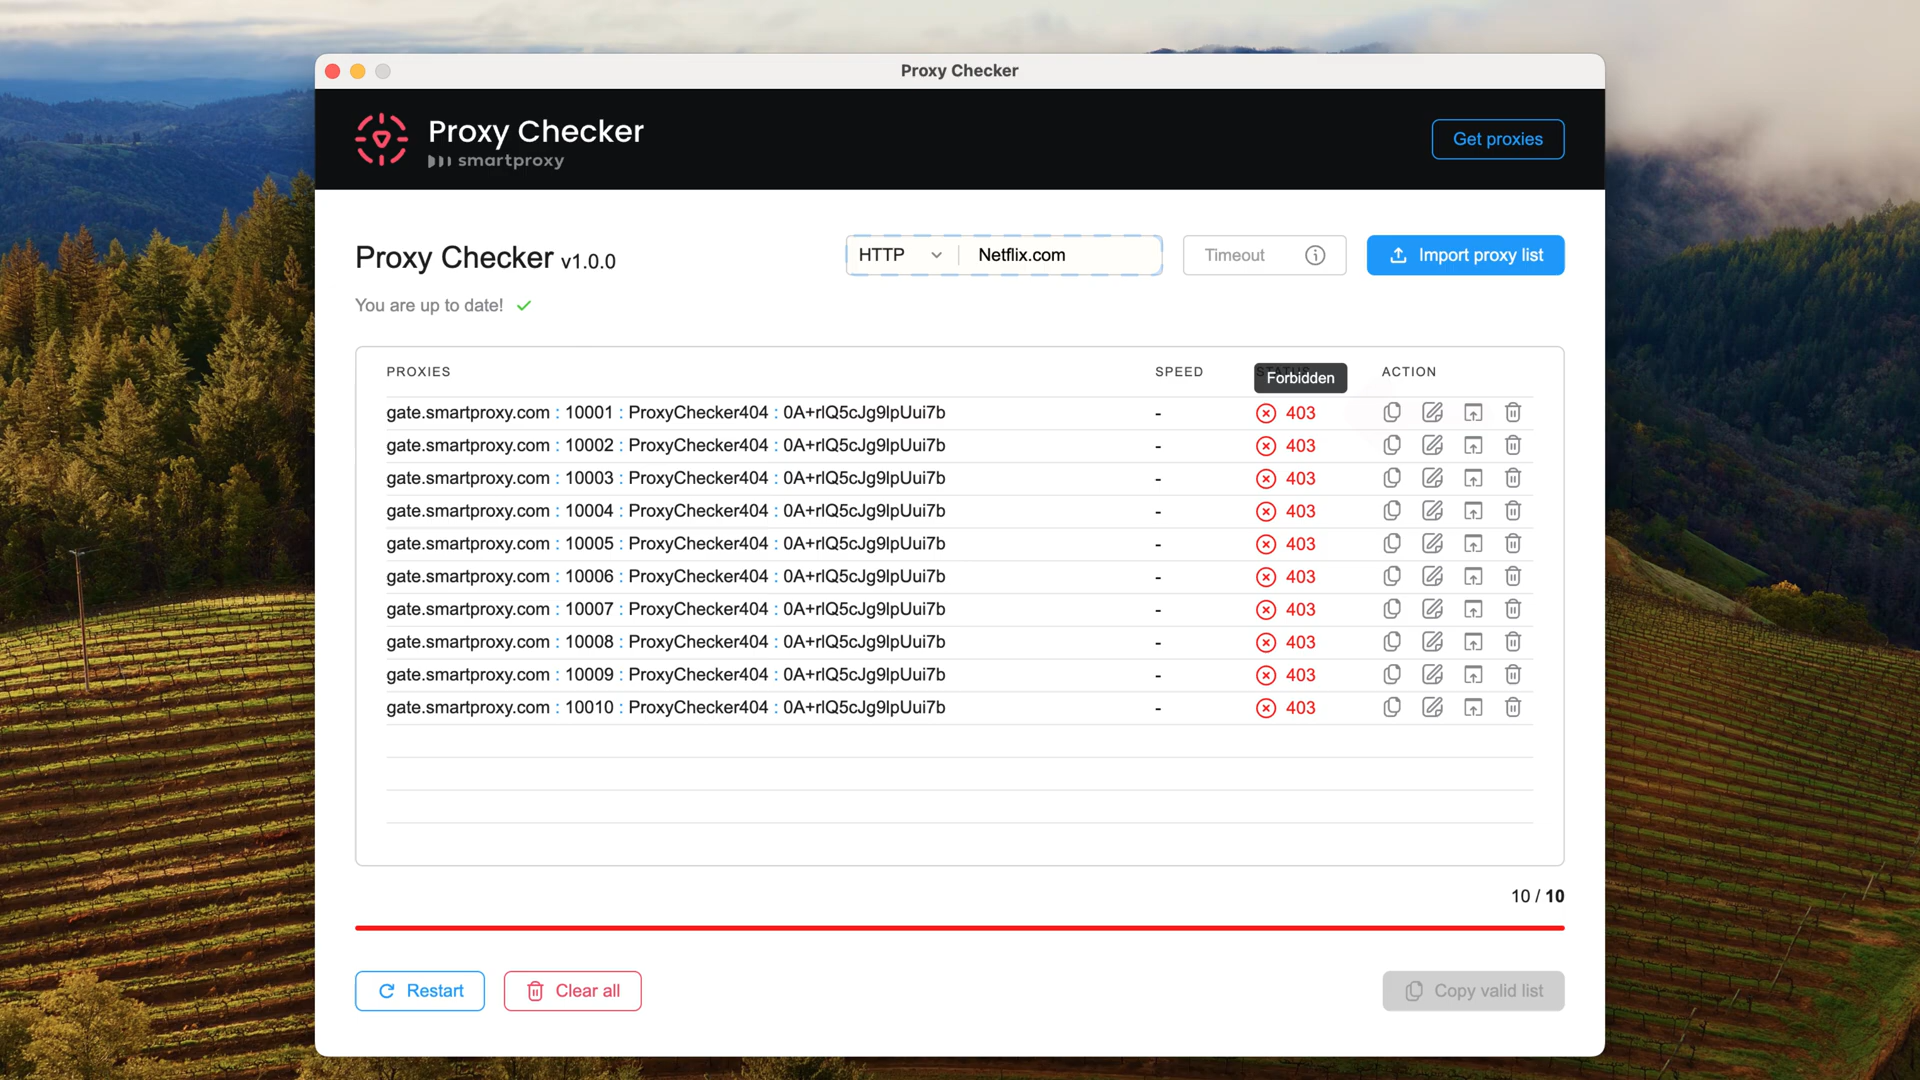 Proxy Checker
Proxy Checker
smartproxy
Get proxies
Proxy Checker v1.0.0
HTTP Netflix.com Timeout Import proxy list
You are up to date!
PROXIES SPEED STATUS ACTION
Forbidden
gate.smartproxy.com : 10001 : ProxyChecker404 : 0A+rlQ5cJg9lpUui7b - 403
gate.smartproxy.com : 10002 : ProxyChecker404 : 0A+rlQ5cJg9lpUui7b - 403
gate.smartproxy.com : 10003 : ProxyChecker404 : 0A+rlQ5cJg9lpUui7b - 403
gate.smartproxy.com : 10004 : ProxyChecker404 : 0A+rlQ5cJg9lpUui7b - 403
gate.smartproxy.com : 10005 : ProxyChecker404 : 0A+rlQ5cJg9lpUui7b - 403
gate.smartproxy.com : 10006 : ProxyChecker404 : 0A+rlQ5cJg9lpUui7b - 403
gate.smartproxy.com : 10007 : ProxyChecker404 : 0A+rlQ5cJg9lpUui7b - 403
gate.smartproxy.com : 10008 : ProxyChecker404 : 0A+rlQ5cJg9lpUui7b - 403
gate.smartproxy.com : 10009 : ProxyChecker404 : 0A+rlQ5cJg9lpUui7b - 403
gate.smartproxy.com : 10010 : ProxyChecker404 : 0A+rlQ5cJg9lpUui7b - 403
10 / 10
Restart Clear all Copy valid list